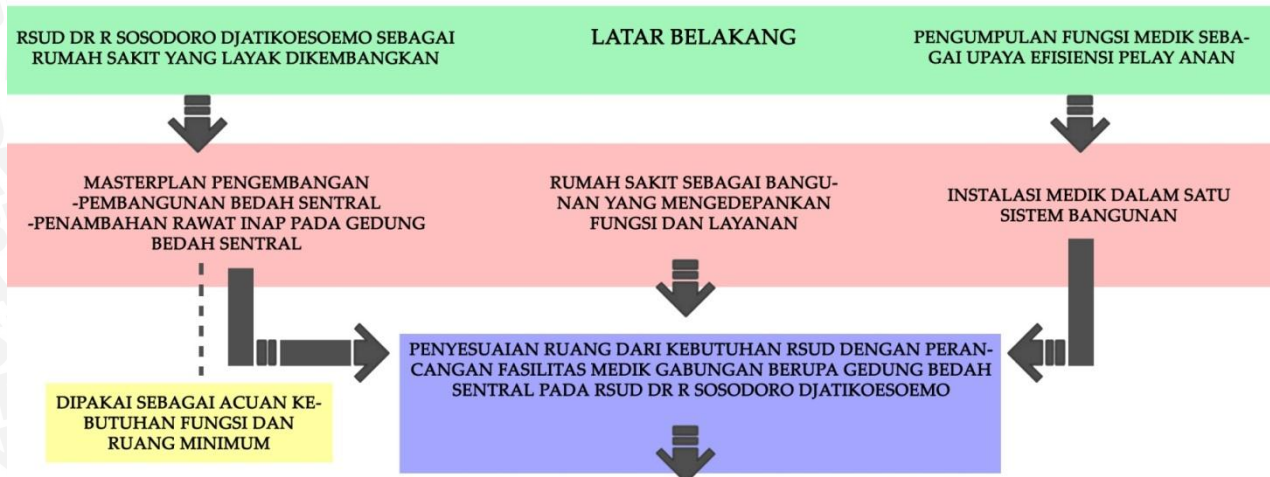 RSUD DR R SOSODORO DJATIKOESOEMO SEBAGAI
RUMAH SAKIT YANG LAYAK DIKEMBANGKAN
LATAR BELAKANG
PENGUMPULAN FUNGSI MEDIK SEBA-
GAI UPAYA EFISIENSI PELAY ANAN
MASTERPLAN PENGEMBANGAN
-PEMBANGUNAN BEDAH SENTRAL
-PENAMBAHAN RAWAT INAP PADA GEDUNG
BEDAH SENTRAL
RUMAH SAKIT SEBAGAI BANGU-
NAN YANG MENGEDEPANKAN
FUNGSI DAN LAYANAN
INSTALASI MEDIK DALAM SATU
SISTEM BANGUNAN
PENYESUAIAN RUANG DARI KEBUTUHAN RSUD DENGAN PERAN-
CANGAN FASILITAS MEDIK GABUNGAN BERUPA GEDUNG BEDAH
SENTRAL PADA RSUD DR R SOSODORO DJATIKOESOEMO
DIPAKAI SEBAGAI ACUAN KE-
BUTUHAN FUNGSI DAN
RUANG MINIMUM